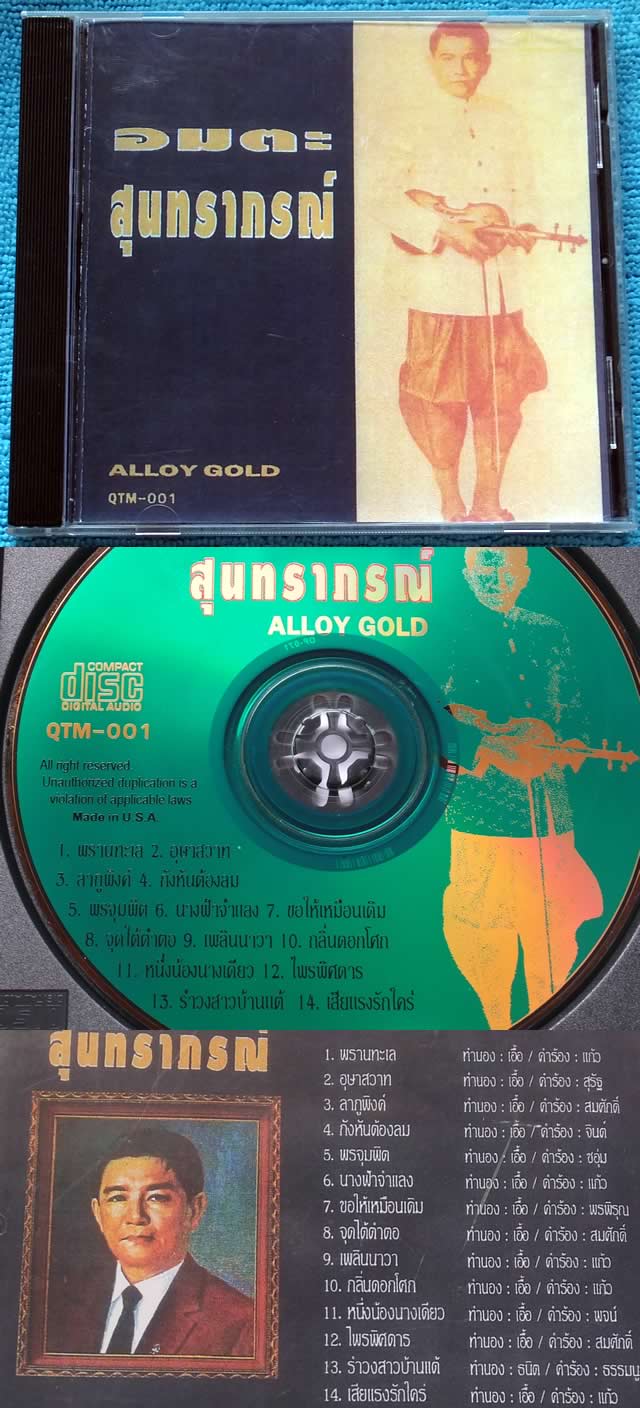 อมตะ
สุนทราภรณ์
ALLOY GOLD
QTM-001
สุนทราภรณ์
ALLOY GOLD
COMPACT
disc
DIGITAL AUDIO
QTM-001
All right reserved.
Unauthorized duplication is a
violation of applicable laws
Made in U.S.A.
1. พรานทะเล 2. อุษาสวาท
3. ลาภูพิงค์ 4. กังหันต้องลม
5. พรจุมพิต 6. นางฟ้าจำแลง 7. ขอให้เหมือนเดิม
8. จุดใต้ตำตอ 9. เพลินนาวา 10. กลิ่นดอกโศก
11. หนึ่งน้องนางเดียว 12. ไพรพิศดาร
13. รำวงสาวบ้านแต้ 14. เสียแรงรักใคร่
สุนทราภรณ์
1. พรานทะเล ทำนอง : เอื้อ / คำร้อง : แก้ว
2. อุษาสวาท ทำนอง : เอื้อ / คำร้อง : สุรัฐ
3. ลาภูพิงค์ ทำนอง : เอื้อ / คำร้อง : สมศักดิ์
4. กังหันต้องลม ทำนอง : เอื้อ / คำร้อง : จินต์
5. พรจุมพิต ทำนอง : เอื้อ / คำร้อง : ชอุ่ม
6. นางฟ้าจำแลง ทำนอง : เอื้อ / คำร้อง : แก้ว
7. ขอให้เหมือนเดิม ทำนอง : เอื้อ / คำร้อง : พรพิรุณ
8. จุดใต้ตำตอ ทำนอง : เอื้อ / คำร้อง : สมศักดิ์
9. เพลินนาวา ทำนอง : เอื้อ / คำร้อง : แก้ว
10. กลิ่นดอกโศก ทำนอง : เอื้อ / คำร้อง : แก้ว
11. หนึ่งน้องนางเดียว ทำนอง : เอื้อ / คำร้อง : พจน์
12. ไพรพิศดาร ทำนอง : เอื้อ / คำร้อง : สมศักดิ์
13. รำวงสาวบ้านแต้ ทำนอง : ธนิต / คำร้อง : ธรรมนู
14. เสียแรงรักใคร่ ทำนอง : เอื้อ / คำร้อง : แก้ว